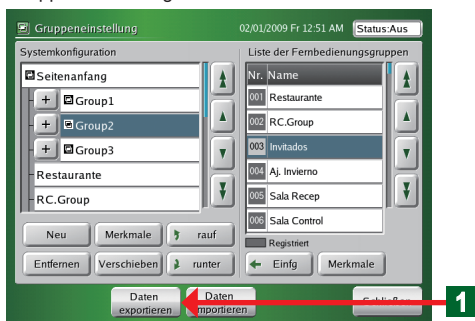 Gruppeneinstellung
02/01/2009 Fr 12:51 AM
Status:Aus
Systemkonfiguration
Liste der Fernbedienungsgruppen
Seitenanfang
+ Group1
+ Group2
+ Group3
Restaurante
RC.Group
Nr. Name
001 Restaurante
002 RC.Group
003 Invitados
004 Aj. Invierno
005 Sala Recep
006 Sala Control
Registriert
Neu
Merkmale
rauf
Entfernen
Verschieben
runter
Einfg
Merkmale
Daten
exportieren
Daten
1